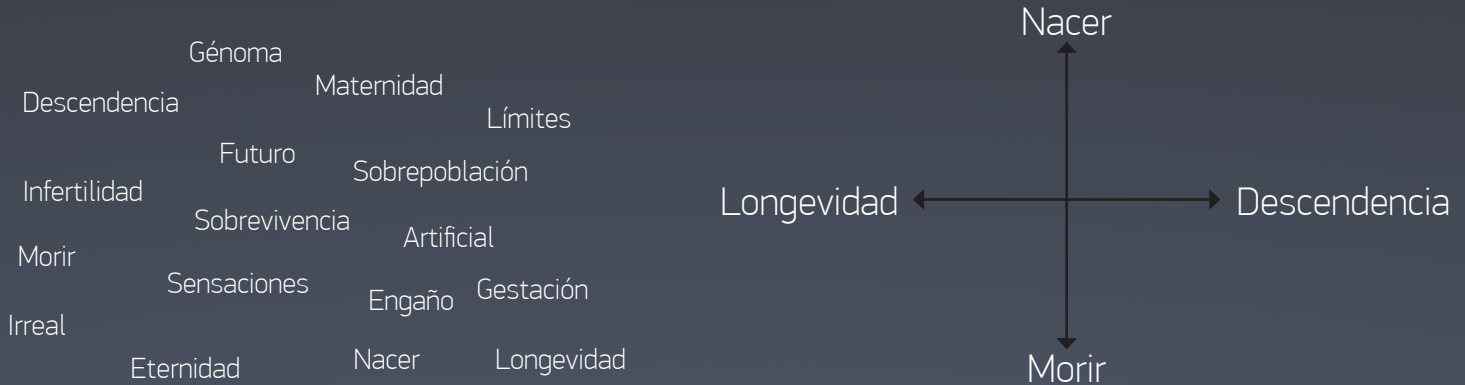 Génoma
Maternidad
Descendencia
Límites
Futuro
Sobrepoblación
Infertilidad
Sobrevivencia
Artificial
Morir
Sensaciones
Engaño
Gestación
Irreal
Eternidad
Nacer
Longevidad
Nacer
Longevidad
Descendencia
Morir